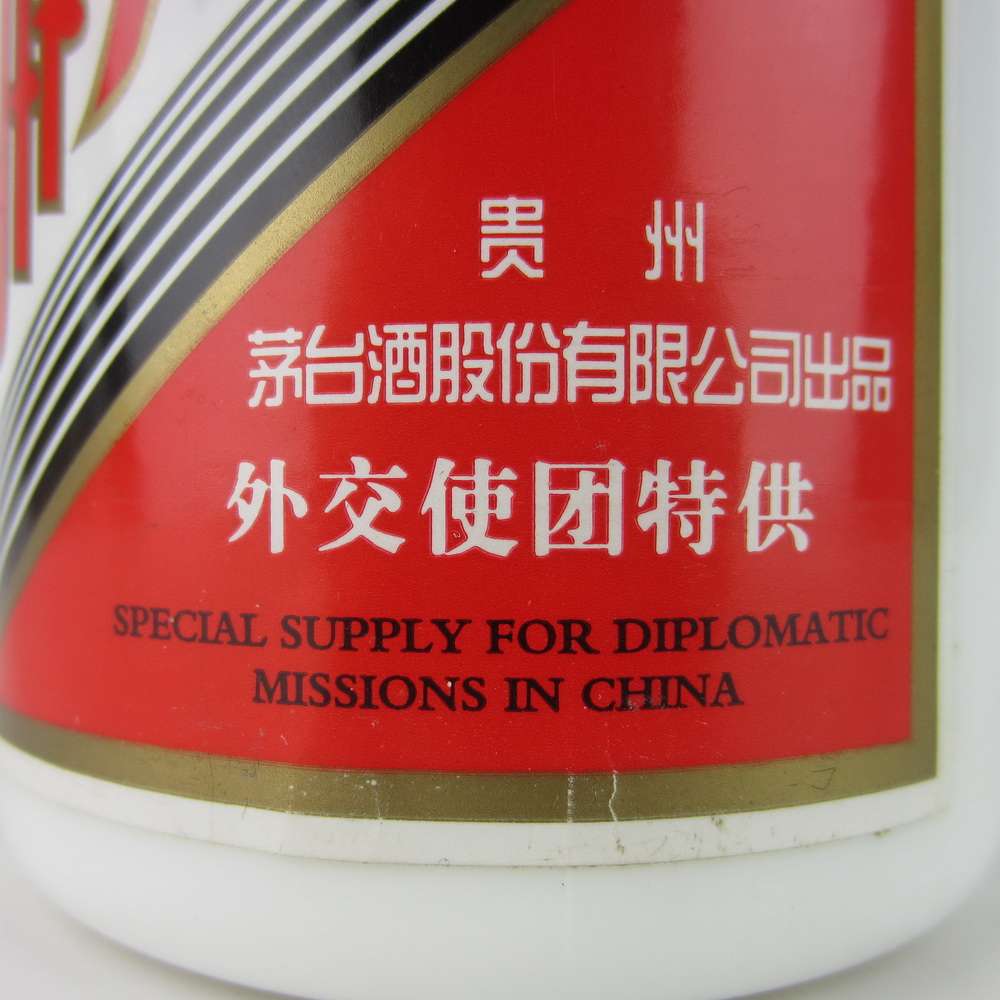 贵州
茅台酒股份有限公司出品
外交使团特供
SPECIAL SUPPLY FOR DIPLOMATIC
MISSIONS IN CHINA